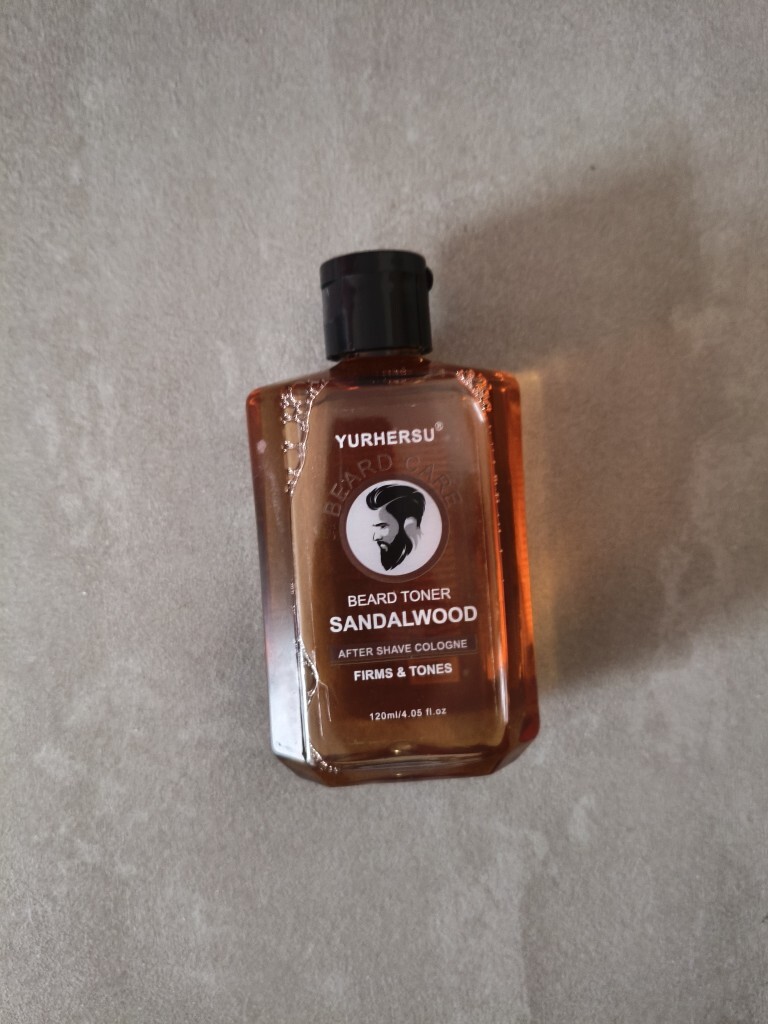 YURHERSU®
BEARD CARE
BEARD TONER
SANDALWOOD
AFTER SHAVE COLOGNE
FIRMS & TONES
120ml/4.05 fl.oz